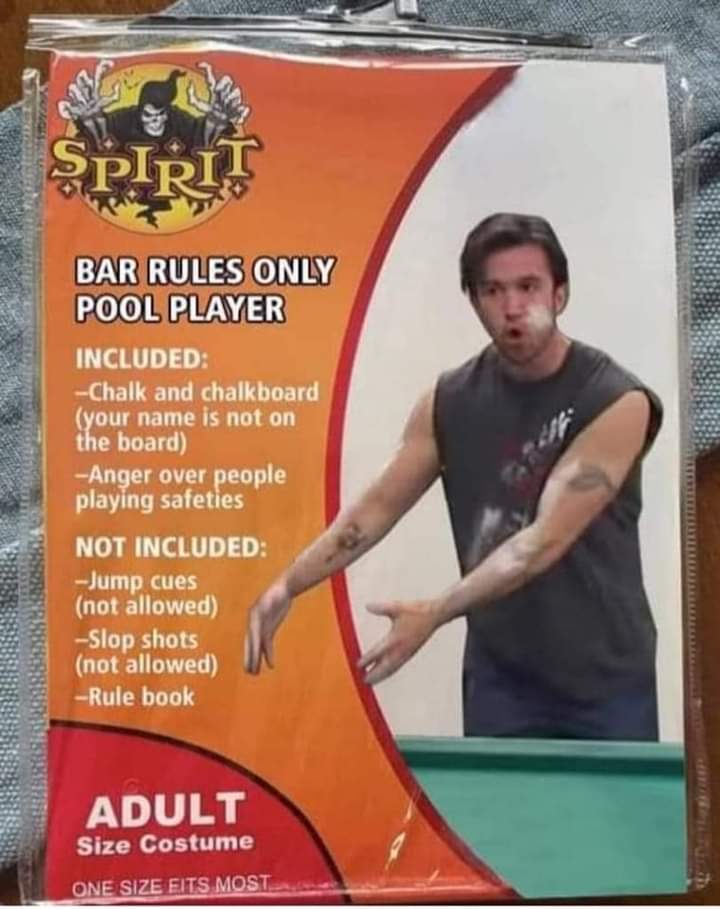 SPIRIT
BAR RULES ONLY
POOL PLAYER
INCLUDED:
-Chalk and chalkboard
(your name is not on
the board)
-Anger over people
playing safeties
NOT INCLUDED:
-Jump cues
(not allowed)
-Slop shots
(not allowed)
-Rule book
ADULT
Size Costume
ONE SIZE FITS MOST